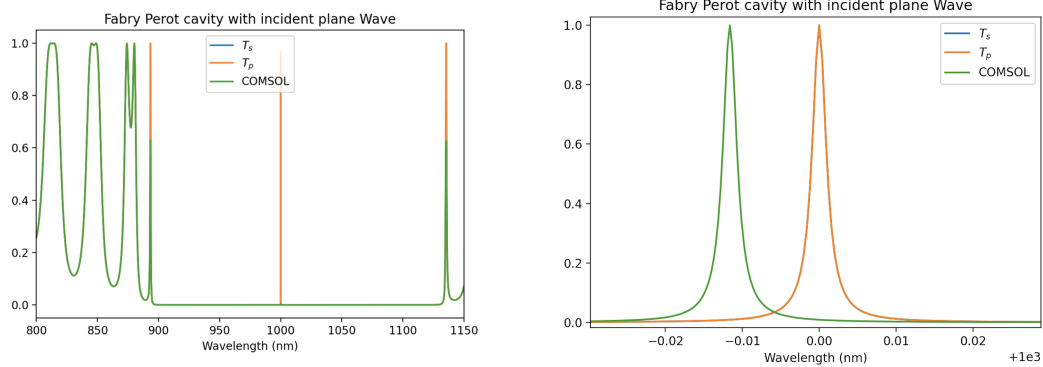 Fabry Perot cavity with incident plane Wave
1.0
0.8
0.6
0.4
0.2
0.0
T_s
T_p
COMSOL
800 850 900 950 1000 1050 1100 1150
Wavelength (nm)
Fabry Perot cavity with incident plane Wave
1.0
0.8
0.6
0.4
0.2
0.0
T_s
T_p
COMSOL
−0.02 −0.01 0.00 0.01 0.02
+1e3
Wavelength (nm)